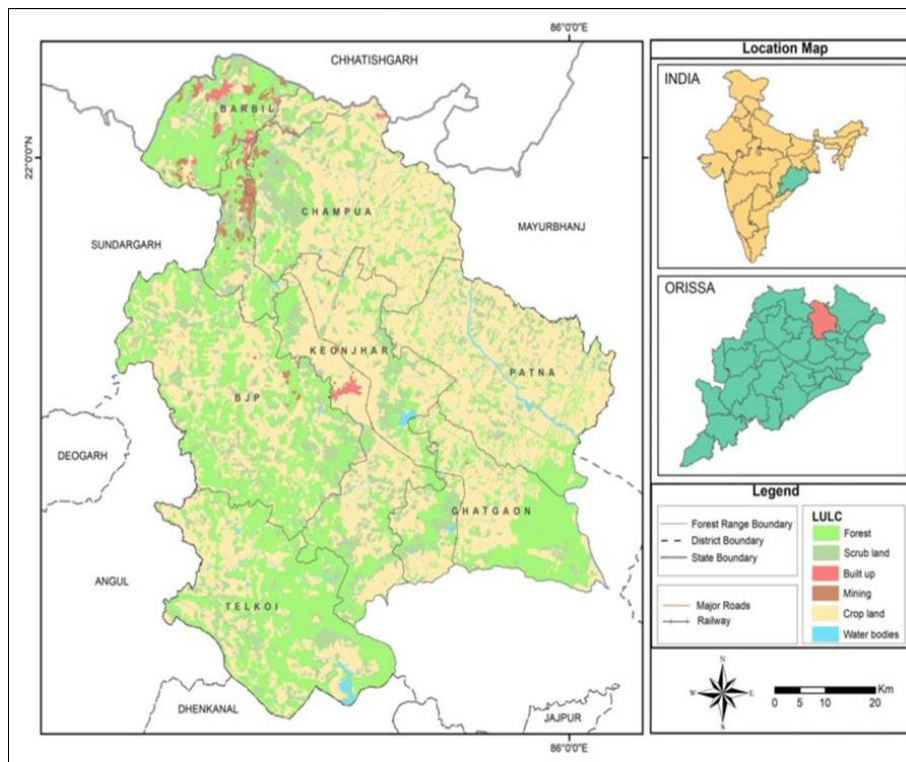 86°0'0"E
CHHATISHGARH
BARBIL
22°0'0"N
CHAMPUA
MAYURBHANJ
SUNDARGARH
KEONJHAR
PATNA
BJP
DEOGARH
GHATGAON
ANGUL
TELKOI
DHENKANAL
JAJPUR
86°0'0"E
Location Map
INDIA
ORISSA
Legend
Forest Range Boundary
District Boundary
State Boundary
Major Roads
Railway
LULC
Forest
Scrub land
Built up
Mining
Crop land
Water bodies
N
W E
S
Km
0 5 10 20